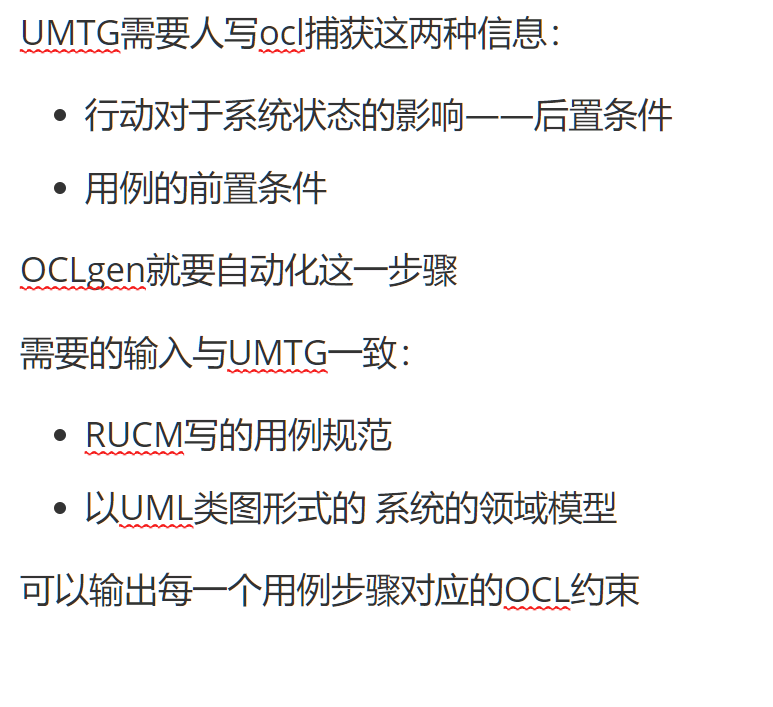 UMTG需要人写ocl捕获这两种信息：
• 行动对于系统状态的影响——后置条件
• 用例的前置条件
OCLgen就要自动化这一步骤
需要的输入与UMTG一致：
• RUCM写的用例规范
• 以UML类图形式的 系统的领域模型
可以输出每一个用例步骤对应的OCL约束